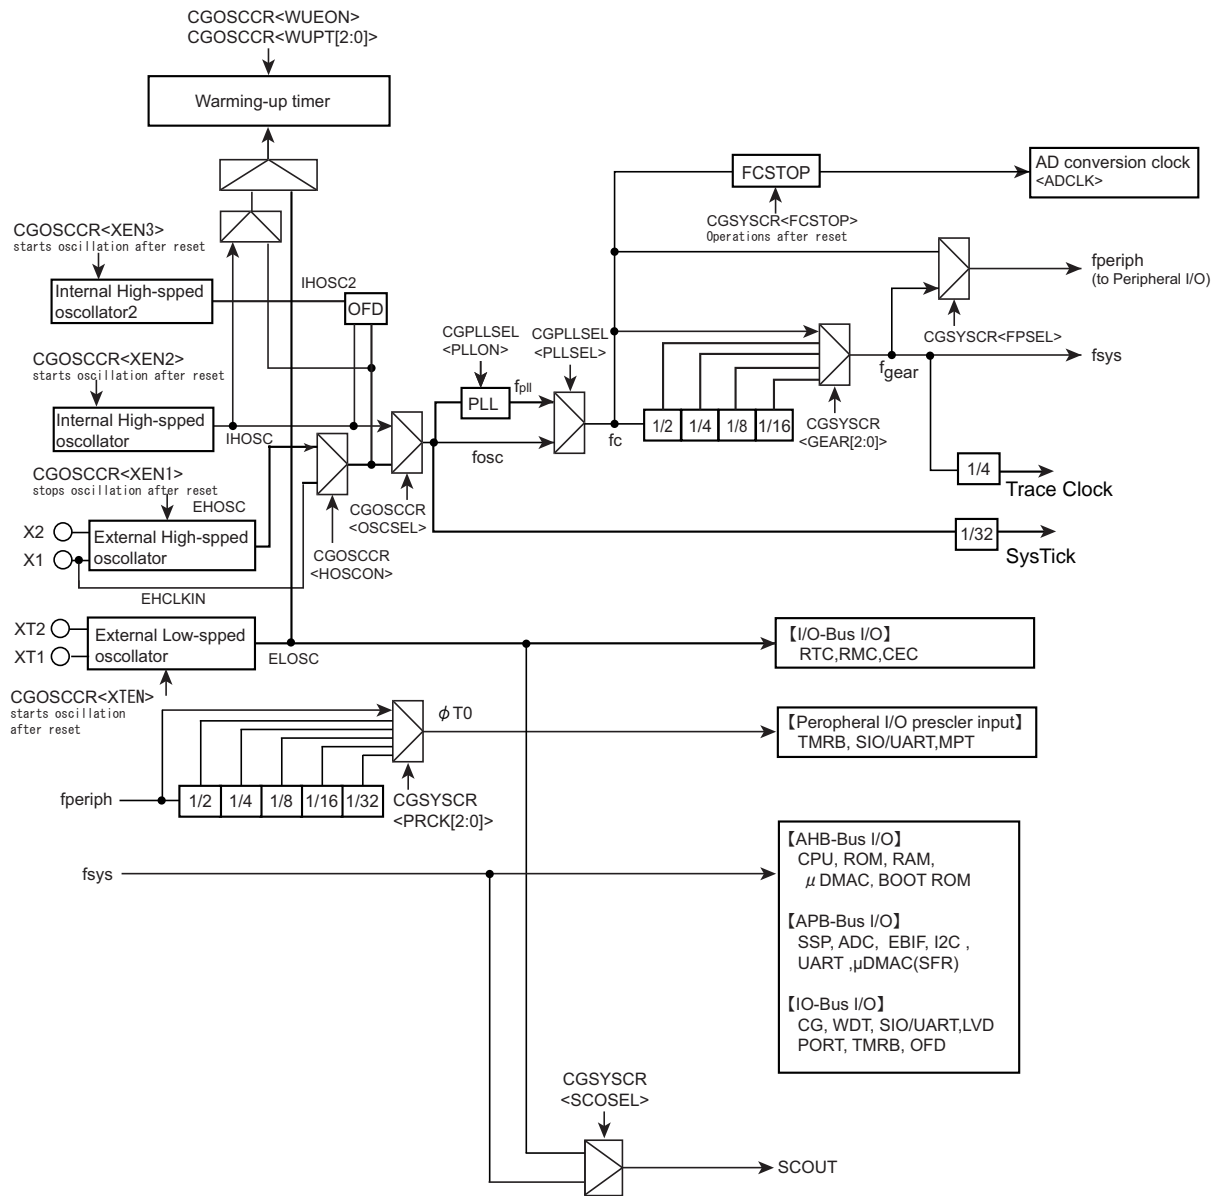 CGOSCCR<WUEON>
CGOSCCR<WUPT[2:0]>
Warming-up timer
FCSTOP
AD conversion clock
<ADCLK>
CGSYSCR<FCSTOP>
Operations after reset
CGOSCCR<XEN3>
starts oscillation after reset
IHOSC2
Internal High-spped
oscollator2
OFD
fperiph
(to Peripheral I/O)
CGSYSCR<FPSEL>
CGOSCCR<XEN2>
starts oscillation after reset
CGPLLSEL
<PLLON>
CGPLLSEL
<PLLSEL>
fsys
fgear
fpll
PLL
Internal High-spped
oscollator
IHOSC
fosc
fc
1/2
1/4
1/8
1/16
CGSYSCR
<GEAR[2:0]>
CGOSCCR<XEN1>
stops oscillation after reset
EHOSC
1/4
Trace Clock
CGOSCCR
<OSCSEL>
X2
X1
External High-spped
oscollator
CGOSCCR
<HOSCON>
1/32
SysTick
EHCLKIN
XT2
XT1
External Low-spped
oscollator
ELOSC
【I/O-Bus I/O】
RTC,RMC,CEC
CGOSCCR<XTEN>
starts oscillation
after reset
ϕT0
【Peropheral I/O prescler input】
TMRB, SIO/UART,MPT
fperiph
1/2
1/4
1/8
1/16
1/32
CGSYSCR
<PRCK[2:0]>
fsys
【AHB-Bus I/O】
CPU, ROM, RAM,
μ DMAC, BOOT ROM
【APB-Bus I/O】
SSP, ADC, EBIF, I2C ,
UART ,µDMAC(SFR)
【IO-Bus I/O】
CG, WDT, SIO/UART,LVD
PORT, TMRB, OFD
CGSYSCR
<SCOSEL>
SCOUT